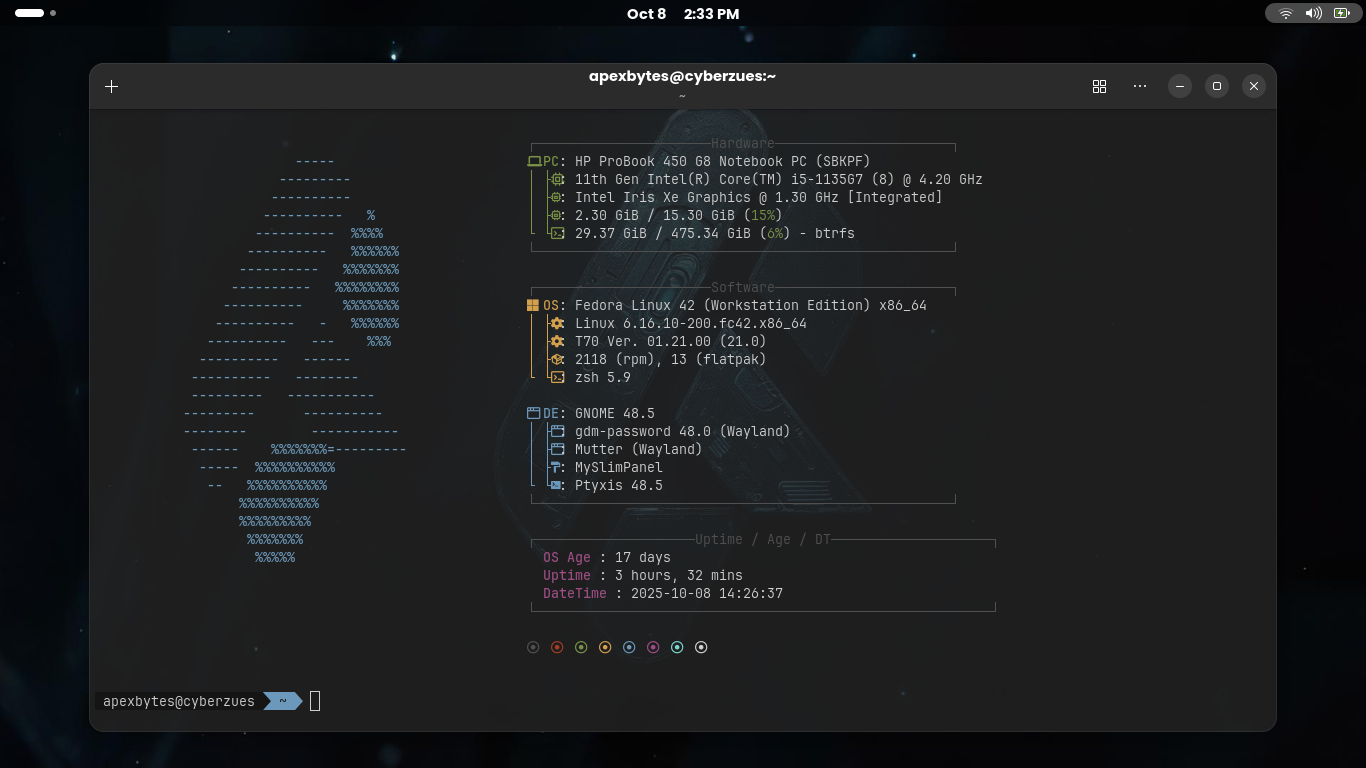 Oct 8 2:33 PM
apexbytes@cyberzues:~
~
Hardware
PC: HP ProBook 450 G8 Notebook PC (SBKPF)
: 11th Gen Intel(R) Core(TM) i5-1135G7 (8) @ 4.20 GHz
: Intel Iris Xe Graphics @ 1.30 GHz [Integrated]
: 2.30 GiB / 15.30 GiB (15%)
: 29.37 GiB / 475.34 GiB (6%) - btrfs
Software
OS: Fedora Linux 42 (Workstation Edition) x86_64
: Linux 6.16.10-200.fc42.x86_64
: T70 Ver. 01.21.00 (21.0)
: 2118 (rpm), 13 (flatpak)
: zsh 5.9
DE: GNOME 48.5
: gdm-password 48.0 (Wayland)
: Mutter (Wayland)
: MySlimPanel
: Ptyxis 48.5
Uptime / Age / DT
OS Age : 17 days
Uptime : 3 hours, 32 mins
DateTime : 2025-10-08 14:26:37
apexbytes@cyberzues ~